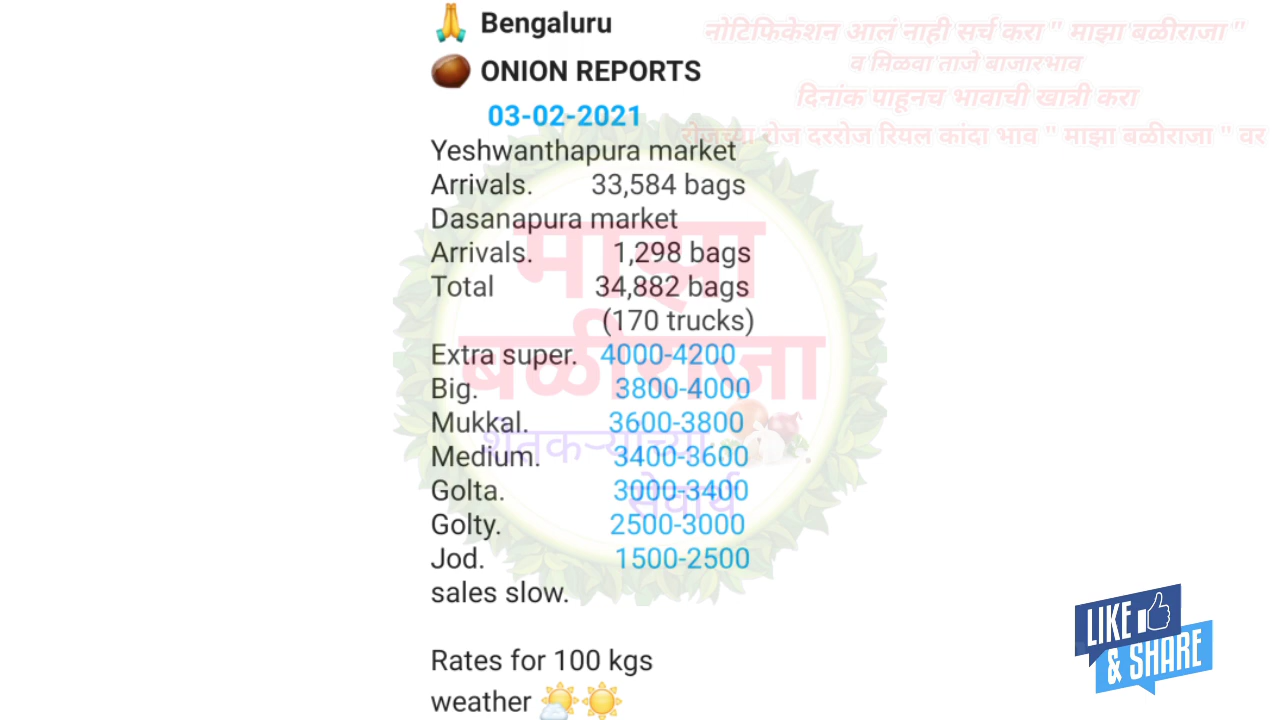 🙏 Bengaluru
🌰 ONION REPORTS
03-02-2021
Yeshwanthapura market
Arrivals. 33,584 bags
Dasanapura market
Arrivals. 1,298 bags
Total 34,882 bags
(170 trucks)
Extra super. 4000-4200
Big. 3800-4000
Mukkal. 3600-3800
Medium. 3400-3600
Golta. 3000-3400
Golty. 2500-3000
Jod. 1500-2500
sales slow.
Rates for 100 kgs
weather 🌤️☀️
नोटिफिकेशन आलं नाही सर्च करा " माझा बळीराजा "
व मिळवा ताजे बाजारभाव
दिनांक पाहूनच भावाची खात्री करा
रोजच्या रोज दररोज रियल कांदा भाव " माझा बळीराजा " वर
माझा
बळीराजा
शेतकऱ्यांच्या
सेवार्थ
LIKE
& SHARE